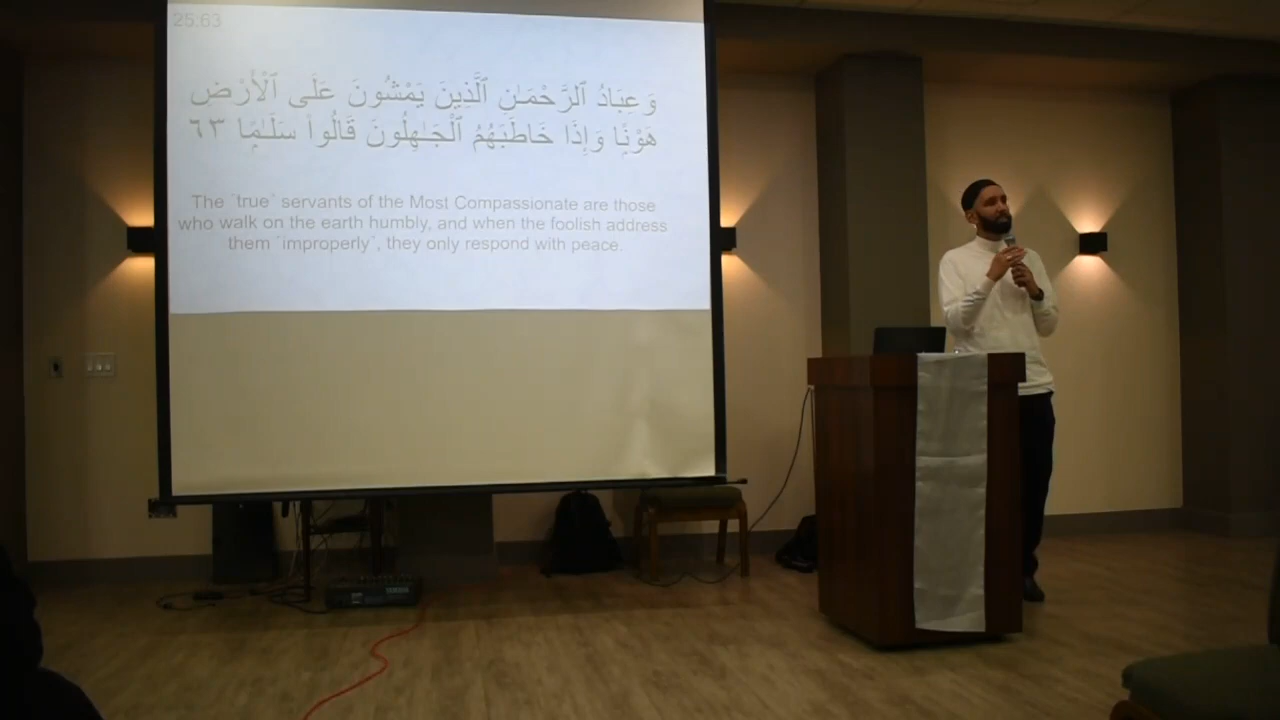 25:63
وَعِبَادُ ٱلرَّحْمَـٰنِ ٱلَّذِينَ يَمْشُونَ عَلَى ٱلْأَرْضِ
هَوْنًۭا وَإِذَا خَاطَبَهُمُ ٱلْجَـٰهِلُونَ قَالُوا۟ سَلَـٰمًۭا ٦٣
The ˹true˺ servants of the Most Compassionate are those
who walk on the earth humbly, and when the foolish address
them ˹improperly˺, they only respond with peace.